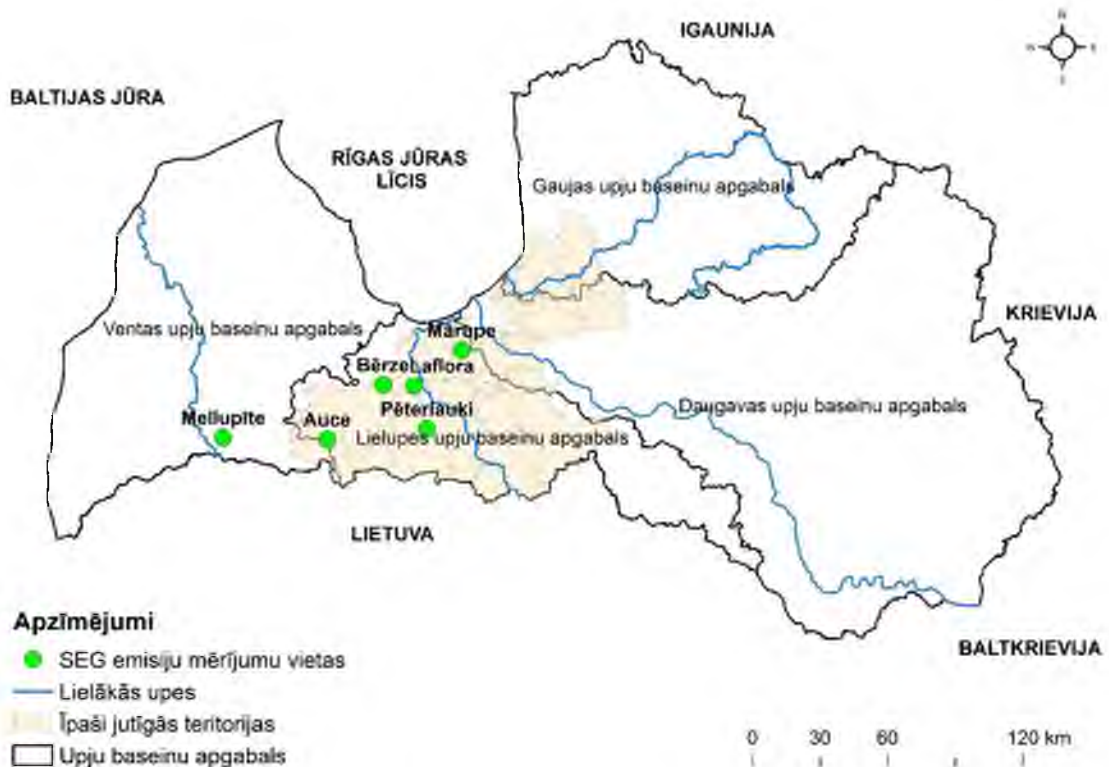 IGAUNIJA
BALTIJAS JŪRA
RĪGAS JŪRAS
LĪCIS
Gaujas upju baseinu apgabals
KRIEVIJA
Ventas upju baseinu apgabals
Mārupe
Bērze Laflora
Mellupīte
Auce
Pēterlauki
Daugavas upju baseinu apgabals
Lielupes upju baseinu apgabals
LIETUVA
BALTKRIEVIJA
Apzīmējumi
SEG emisiju mērījumu vietas
Lielākās upes
Īpaši jutīgās teritorijas
Upju baseinu apgabals
0 30 60 120 km